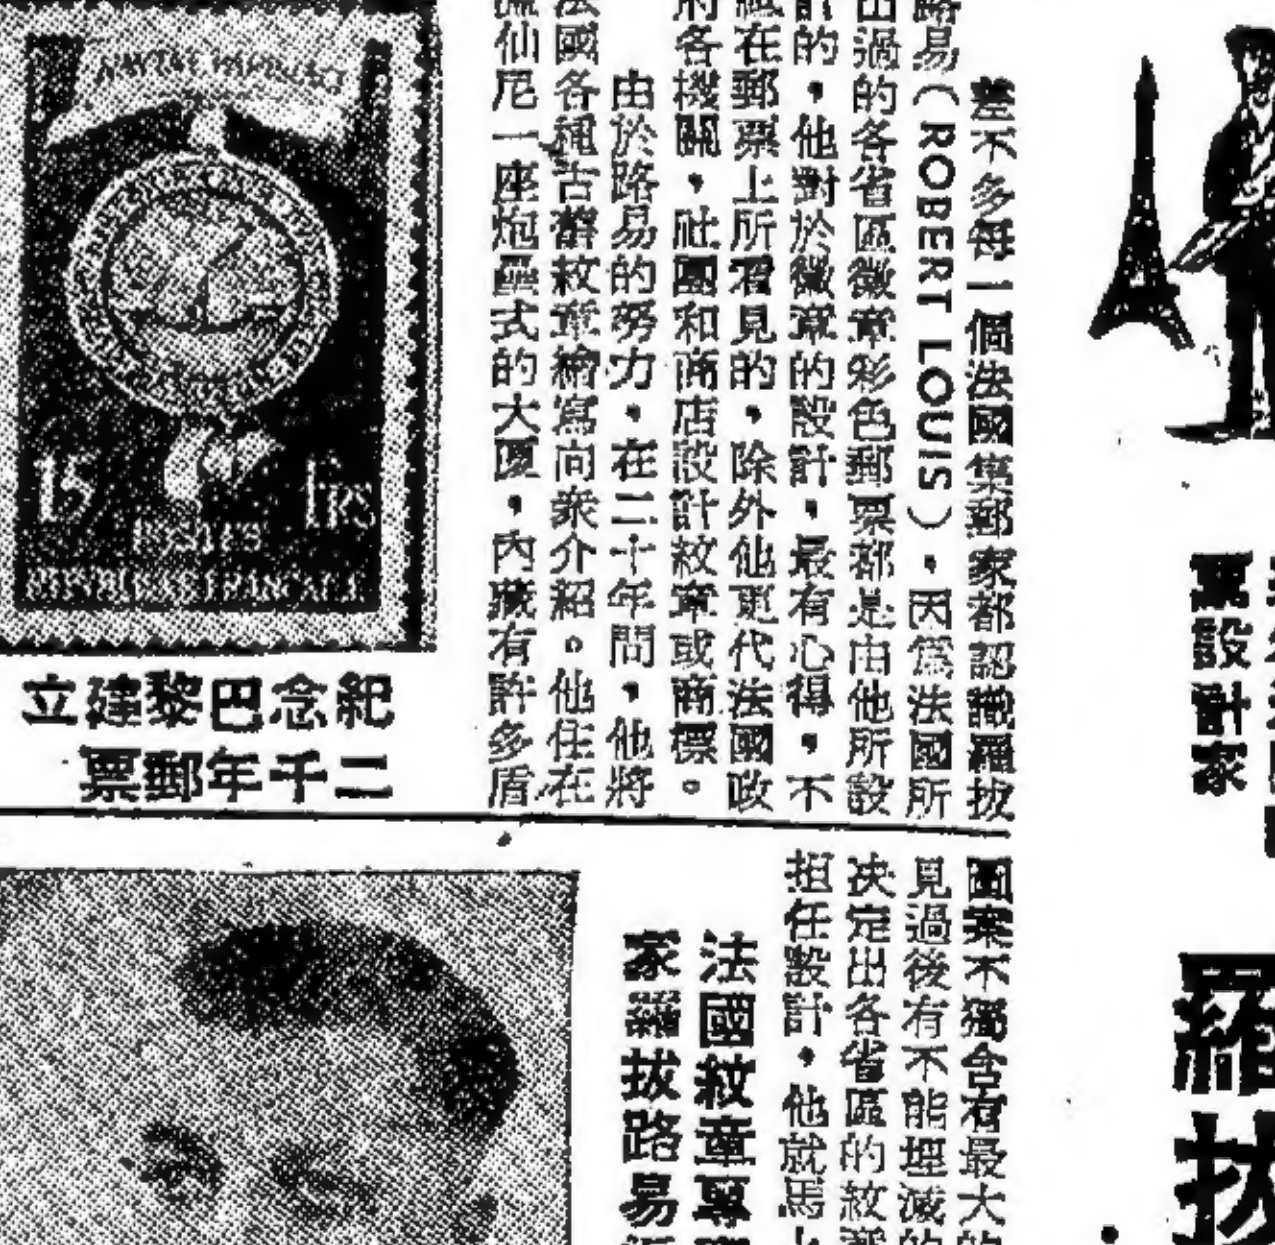 差不多每一個法國集郵家都認識羅拔
路易（ROBERT LOUIS），因為法國所
出過的各省區徽章彩色郵票都是由他所設
計的，他對於徽章的設計，最有心得，不
在郵票上所看見的，除外他更代法國政
府各機關，社團和商店設計紋章或商標。
由於路易的努力，在二十年間，他將
法國各種古舊紋章繪寫向衆介紹。他住在
仙尼一座炮壘式的大廈，內藏有許多盾
紀念巴黎建立
二千年郵票
圖案不獨含有最大的
見過後有不能埋滅的
決定出各省區的紋章
担任設計，他就馬上
法國紋章專
家羅拔路易
15 frs
POSTES
REPUBLIQUE FRANCAISE
設計家
羅拔